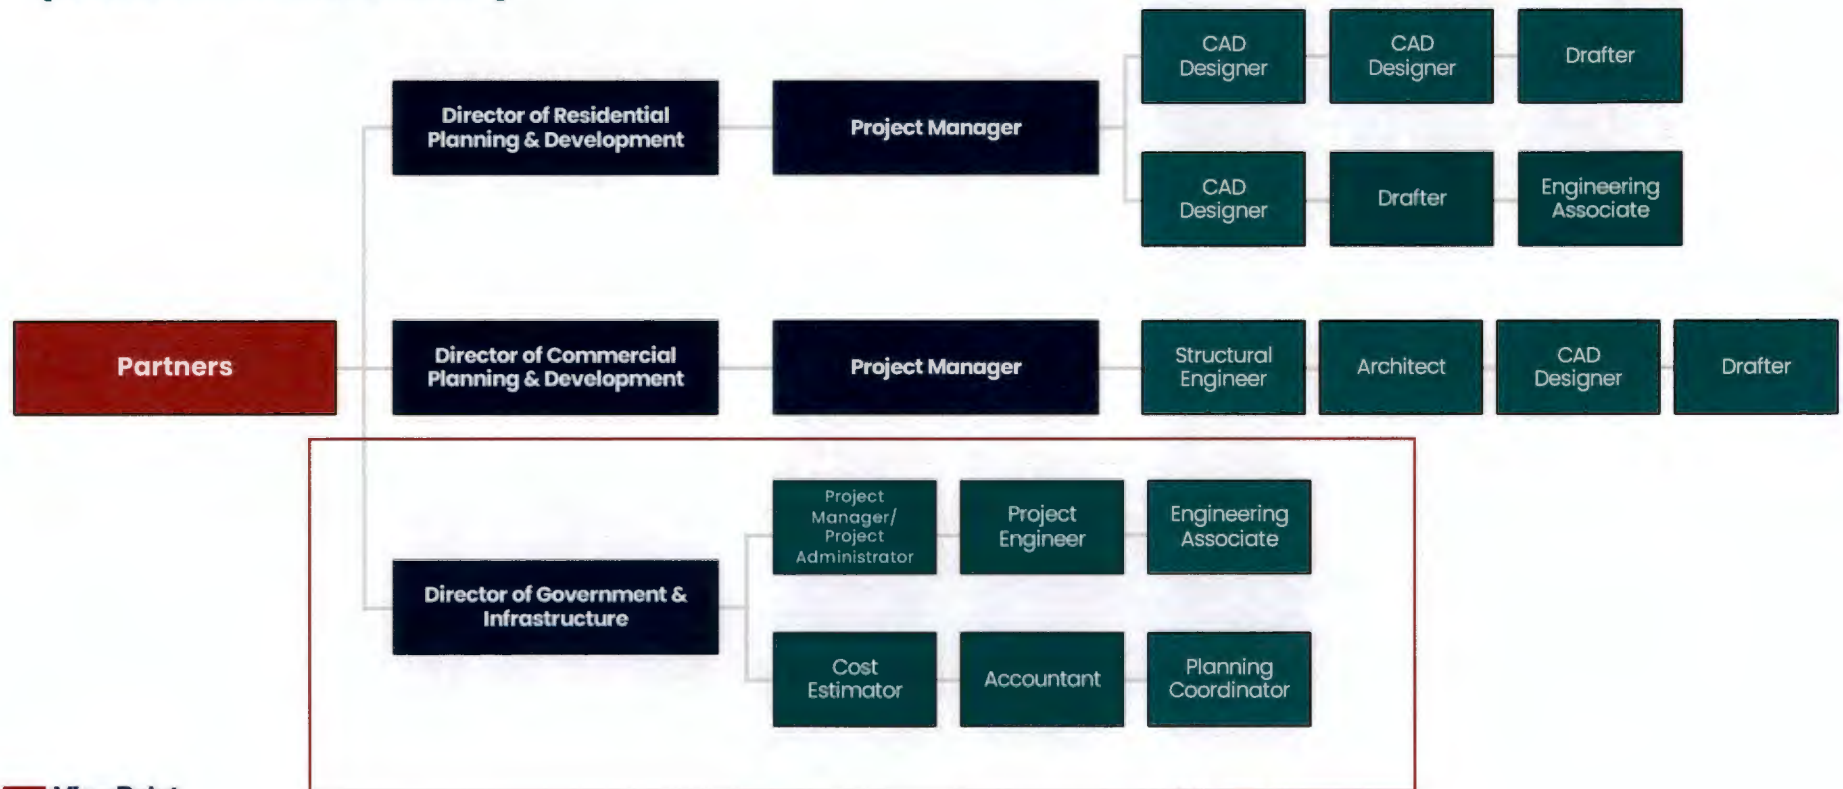 CAD
Designer
CAD
Designer
Drafter
Director of Residential
Planning & Development
Project Manager
CAD
Designer
Drafter
Engineering
Associate
Partners
Director of Commercial
Planning & Development
Project Manager
Structural
Engineer
Architect
CAD
Designer
Drafter
Project
Manager/
Project
Administrator
Project
Engineer
Engineering
Associate
Director of Government &
Infrastructure
Cost
Estimator
Accountant
Planning
Coordinator